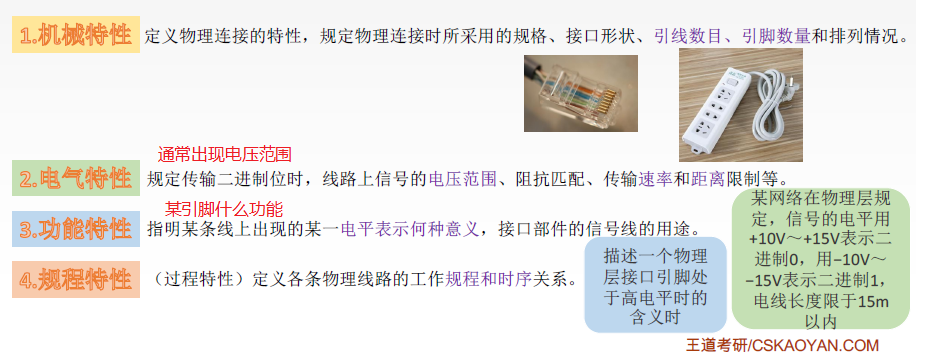 1.机械特性 定义物理连接的特性，规定物理连接时所采用的规格、接口形状、引线数目、引脚数量和排列情况。
通常出现电压范围
2.电气特性 规定传输二进制位时，线路上信号的电压范围、阻抗匹配、传输速率和距离限制等。
某引脚什么功能
3.功能特性 指明某条线上出现的某一电平表示何种意义，接口部件的信号线的用途。
4.规程特性 （过程特性）定义各条物理线路的工作规程和时序关系。
描述一个物理
层接口引脚处
于高电平时的
含义时
某网络在物理层规
定，信号的电平用
+10V～+15V表示二
进制0，用−10V～
−15V表示二进制1，
电线长度限于15m
以内
王道考研/CSKAOYAN.COM